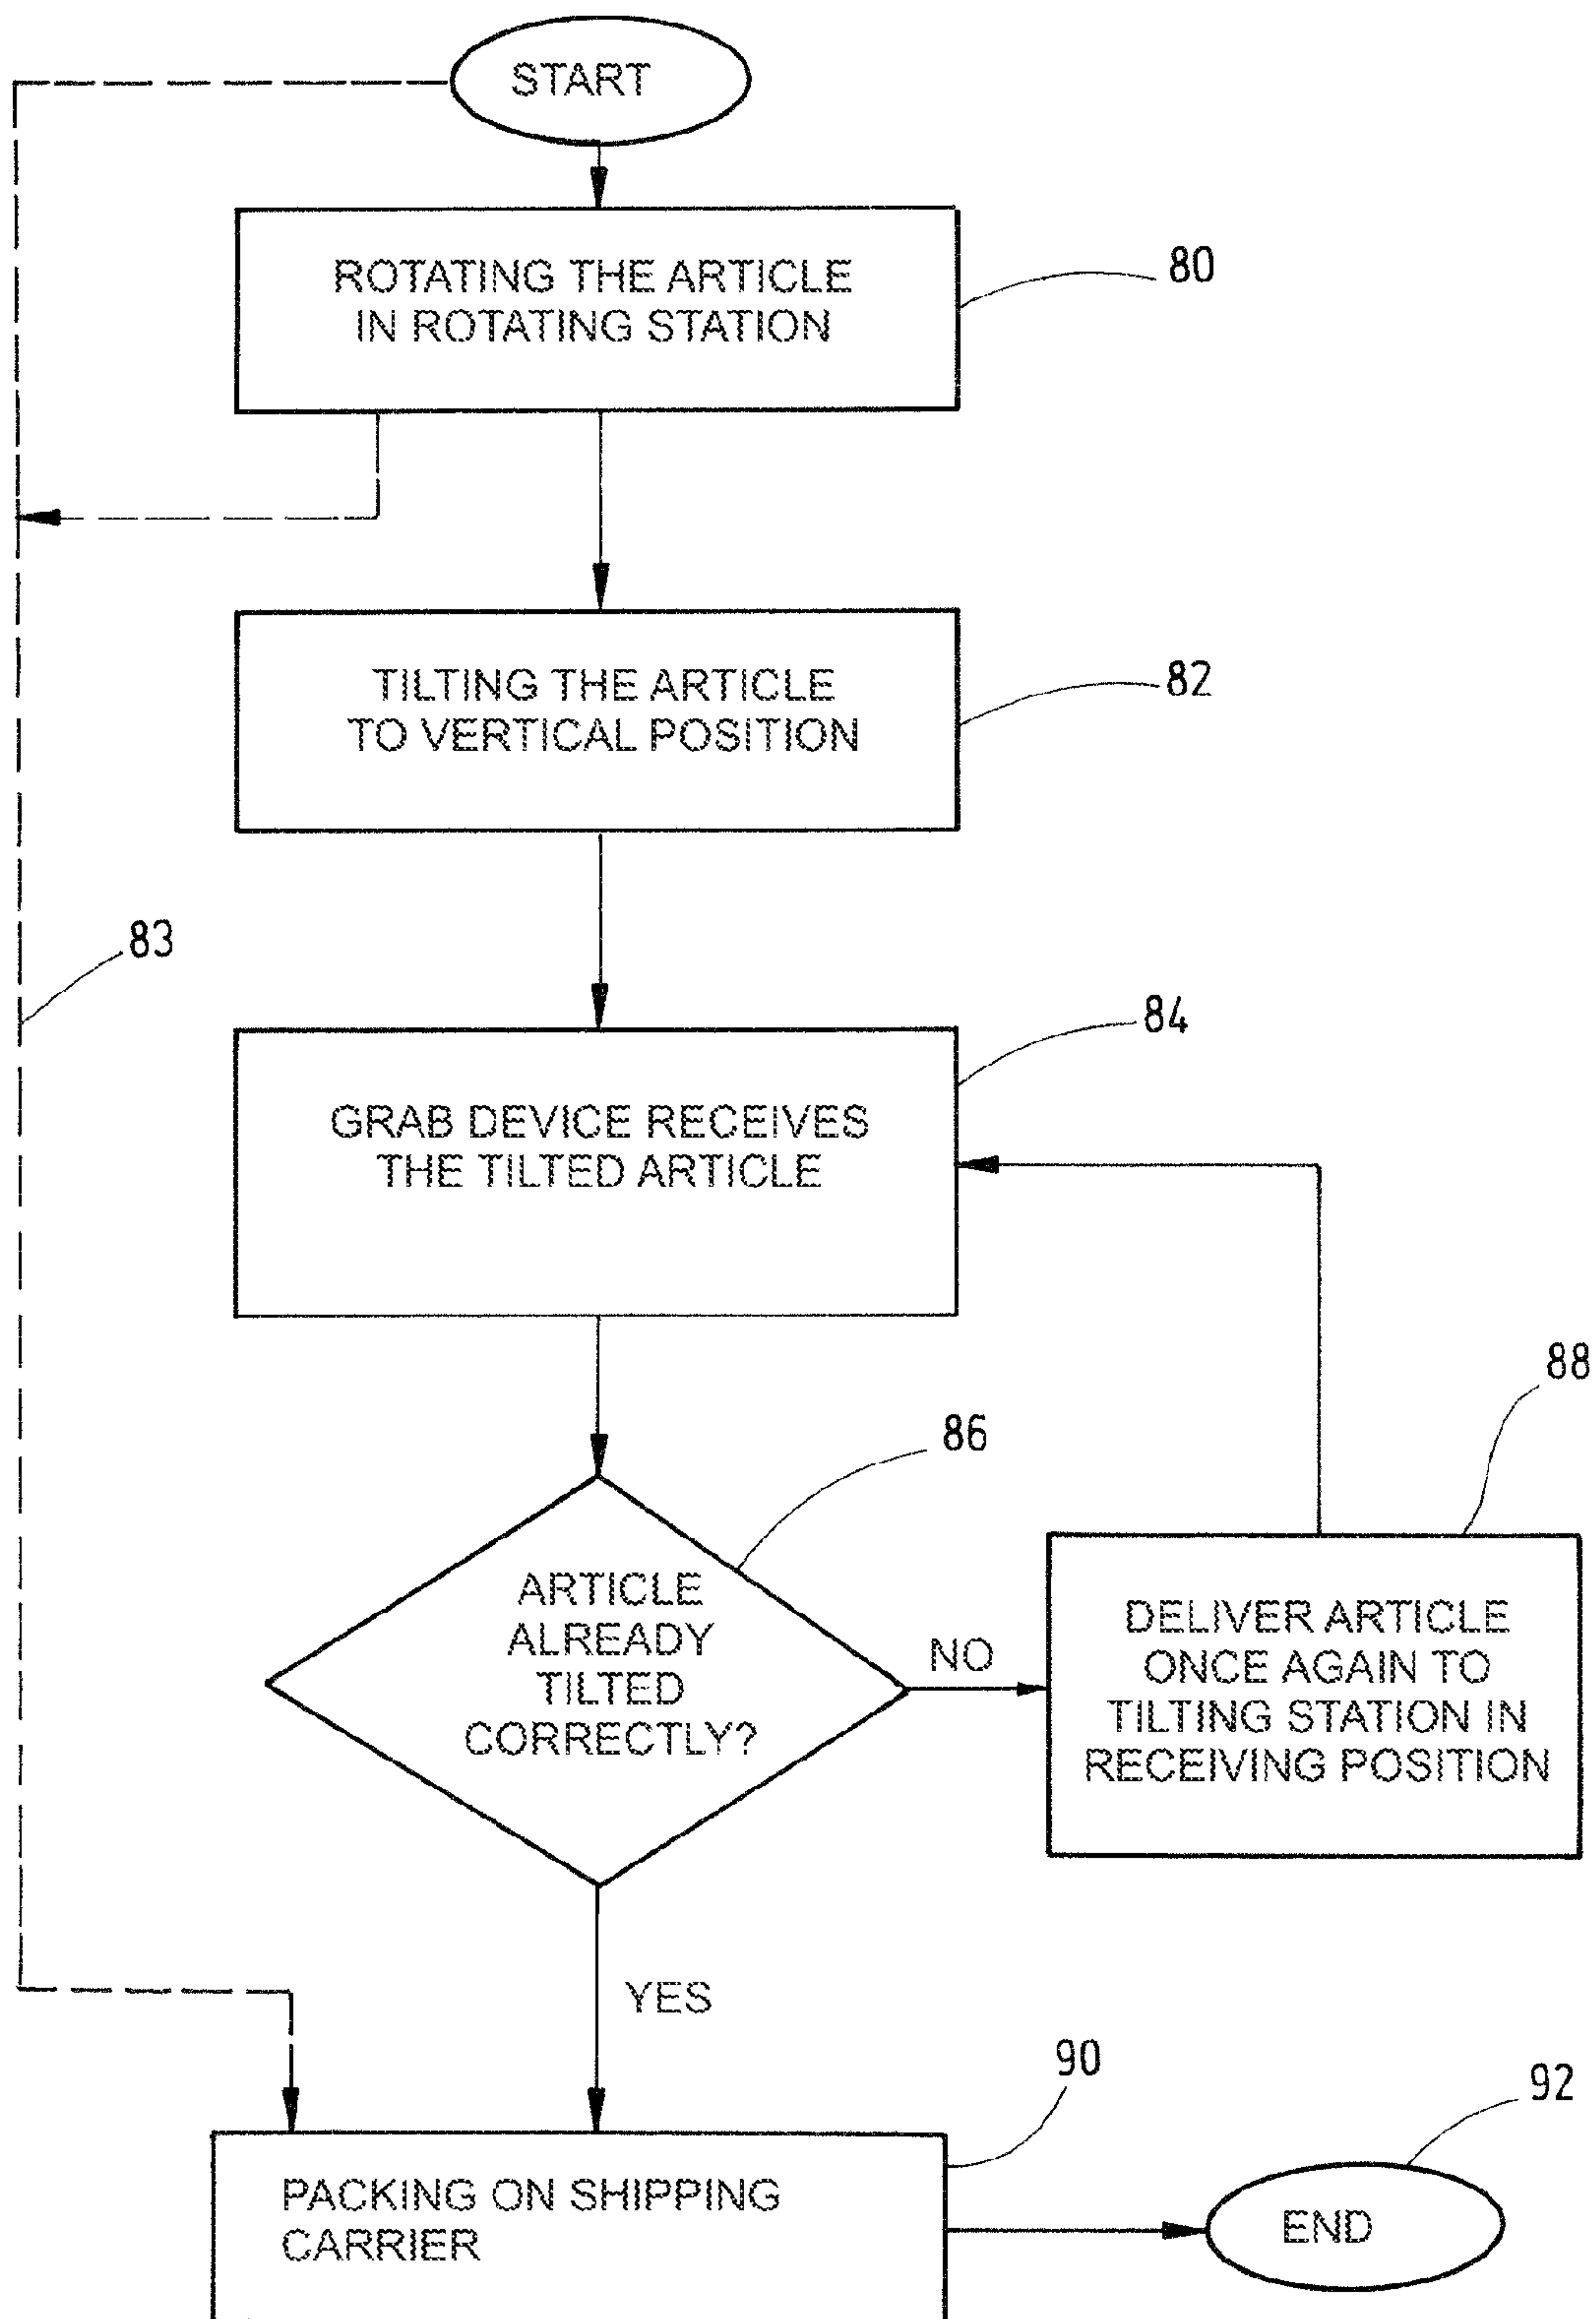 START
ROTATING THE ARTICLE
IN ROTATING STATION
80
TILTING THE ARTICLE
TO VERTICAL POSITION
82
83
GRAB DEVICE RECEIVES
THE TILTED ARTICLE
84
ARTICLE
ALREADY
TILTED
CORRECTLY?
86
NO
DELIVER ARTICLE
ONCE AGAIN TO
TILTING STATION IN
RECEIVING POSITION
88
YES
PACKING ON SHIPPING
CARRIER
90
END
92